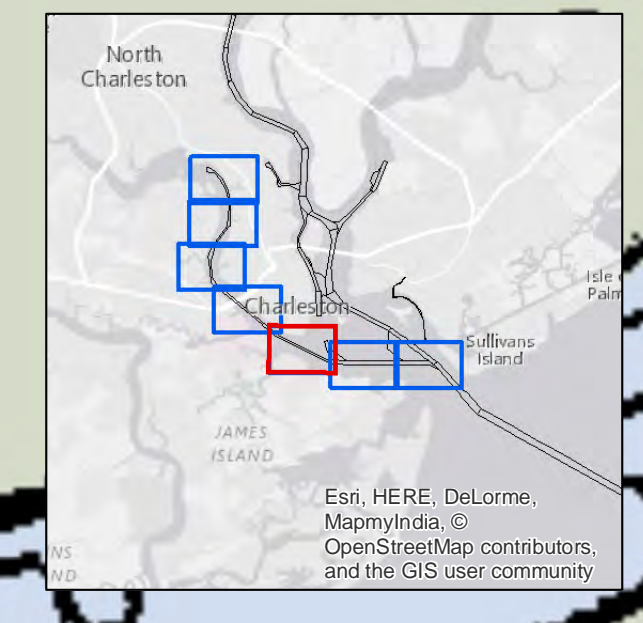 North
Charleston
Charleston
Isle
Palm
Sullivans
Island
JAMES
ISLAND
Esri, HERE, DeLorme,
MapmyIndia, ©
OpenStreetMap contributors,
and the GIS user community
NS
ND